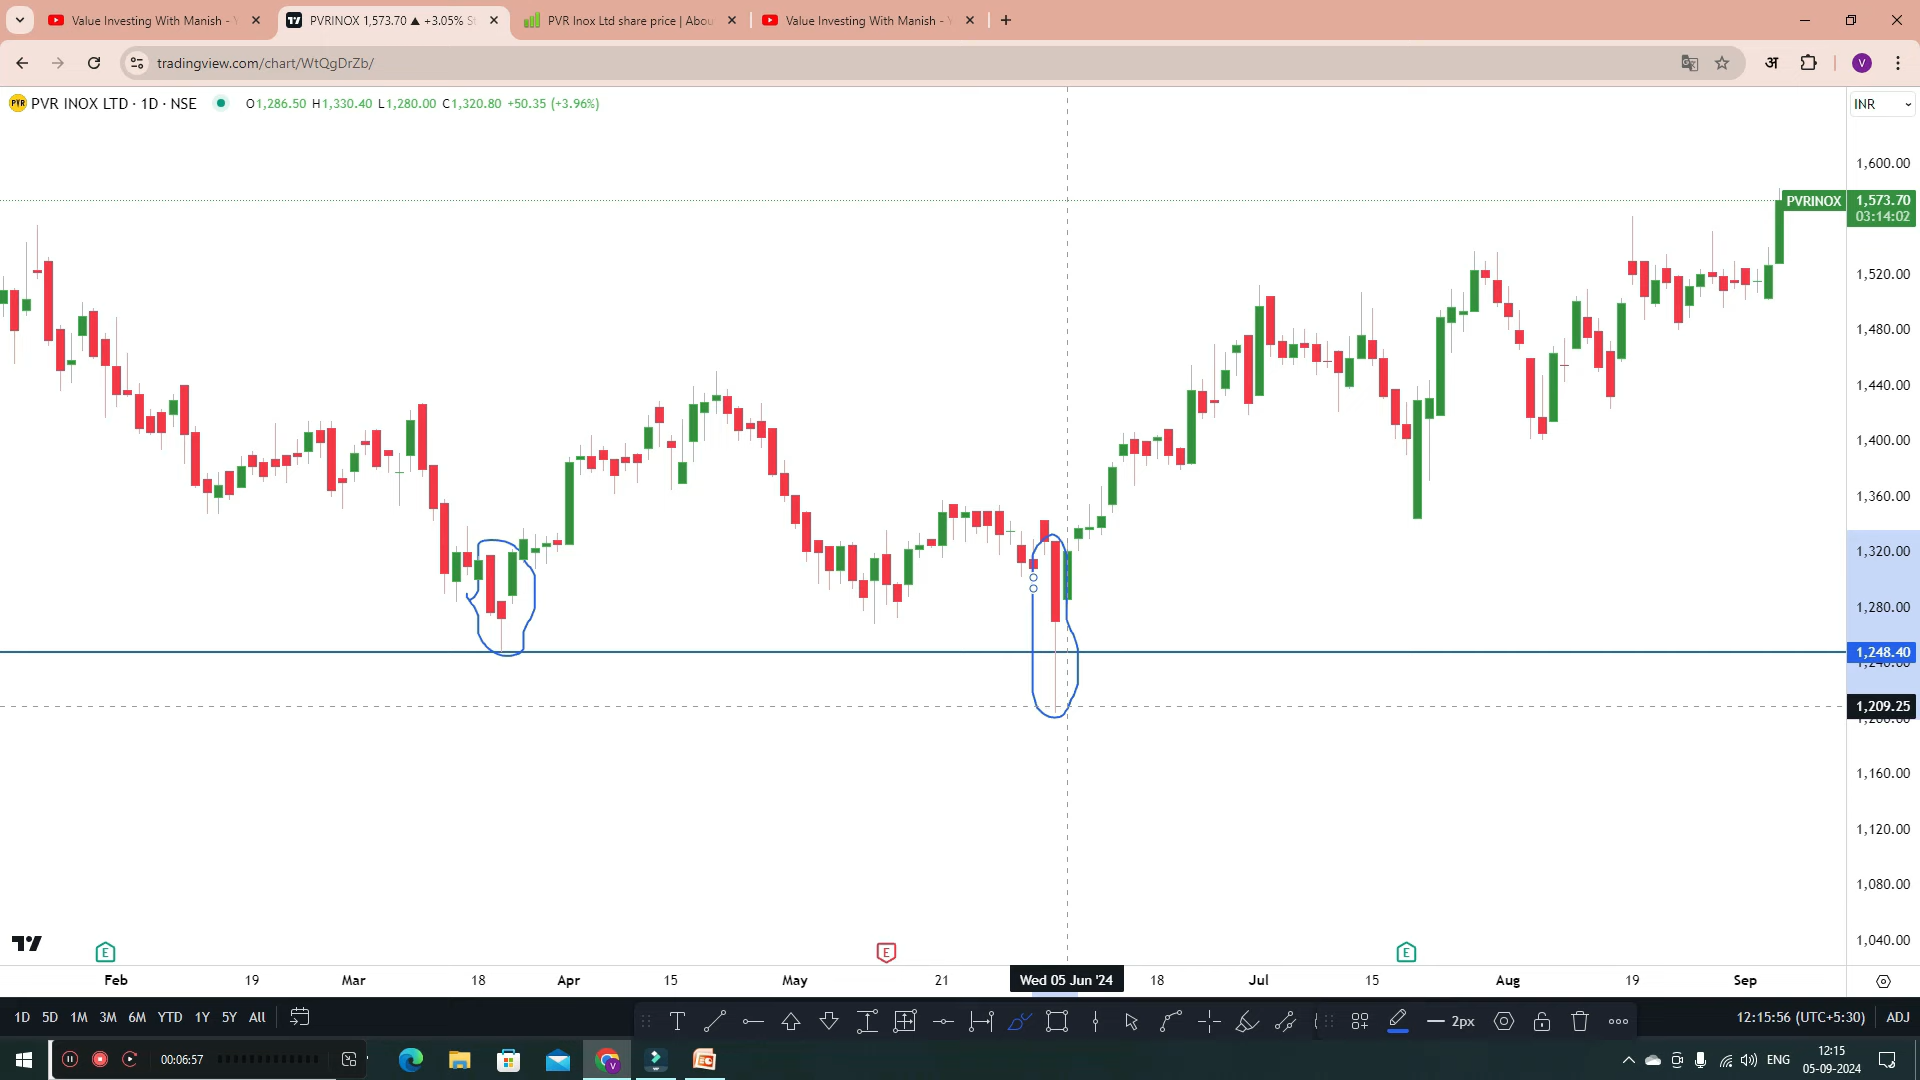 Value Investing With Manish -
PVRINOX 1,573.70 ▲ +3.05%
PVR Inox Ltd share price | Abou
Value Investing With Manish -
tradingview.com/chart/WtQgDrZb/
अ
V
PVR INOX LTD · 1D · NSE
O1,286.50 H1,330.40 L1,280.00 C1,320.80 +50.35 (+3.96%)
INR
1,600.00
PVRINOX 1,573.70
03:14:02
1,520.00
1,480.00
1,440.00
1,400.00
1,360.00
1,320.00
1,280.00
1,248.40
1,209.25
1,160.00
1,120.00
1,080.00
1,040.00
E
E
E
Feb 19 Mar 18 Apr 15 May 21 Wed 05 Jun '24 18 Jul 15 Aug 19 Sep
1D 5D 1M 3M 6M YTD 1Y 5Y All
2px
12:15:56 (UTC+5:30) ADJ
00:06:57
ENG
12:15
05-09-2024